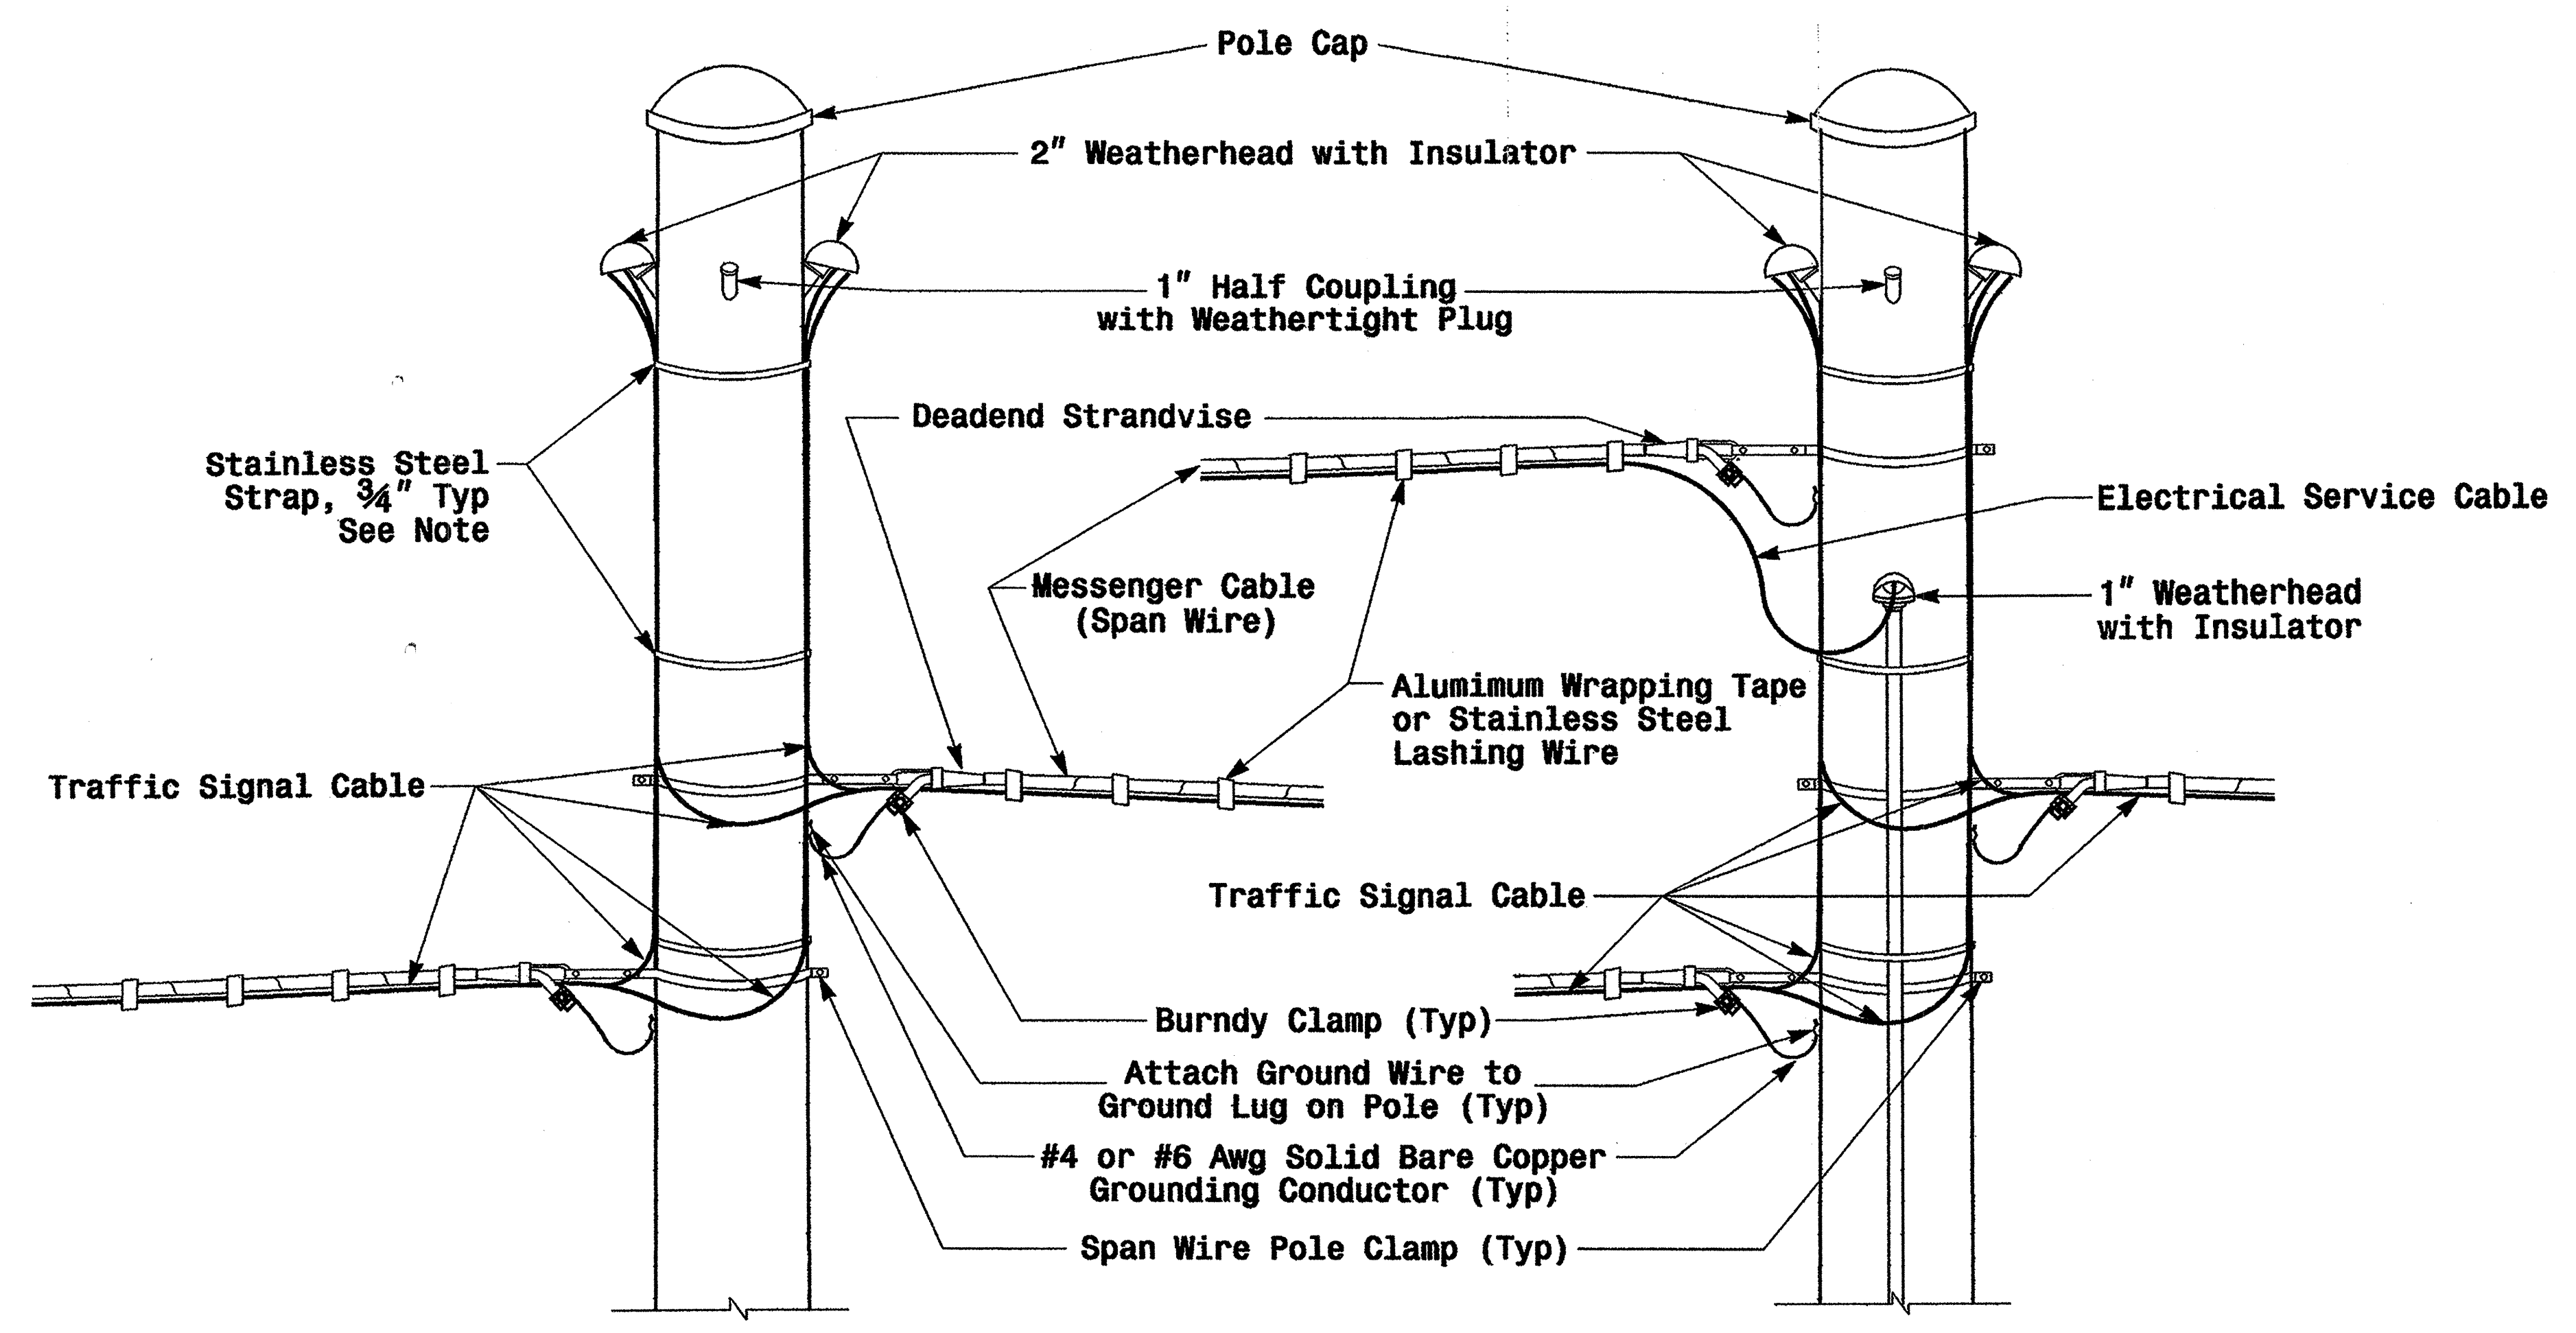 Pole Cap
2" Weatherhead with Insulator
1" Half Coupling
with Weathertight Plug
Deadend Strandvise
Stainless Steel
Strap, ¾" Typ
See Note
Electrical Service Cable
Messenger Cable
(Span Wire)
1" Weatherhead
with Insulator
Alumimum Wrapping Tape
or Stainless Steel
Lashing Wire
Traffic Signal Cable
Traffic Signal Cable
Burndy Clamp (Typ)
Attach Ground Wire to
Ground Lug on Pole (Typ)
#4 or #6 Awg Solid Bare Copper
Grounding Conductor (Typ)
Span Wire Pole Clamp (Typ)